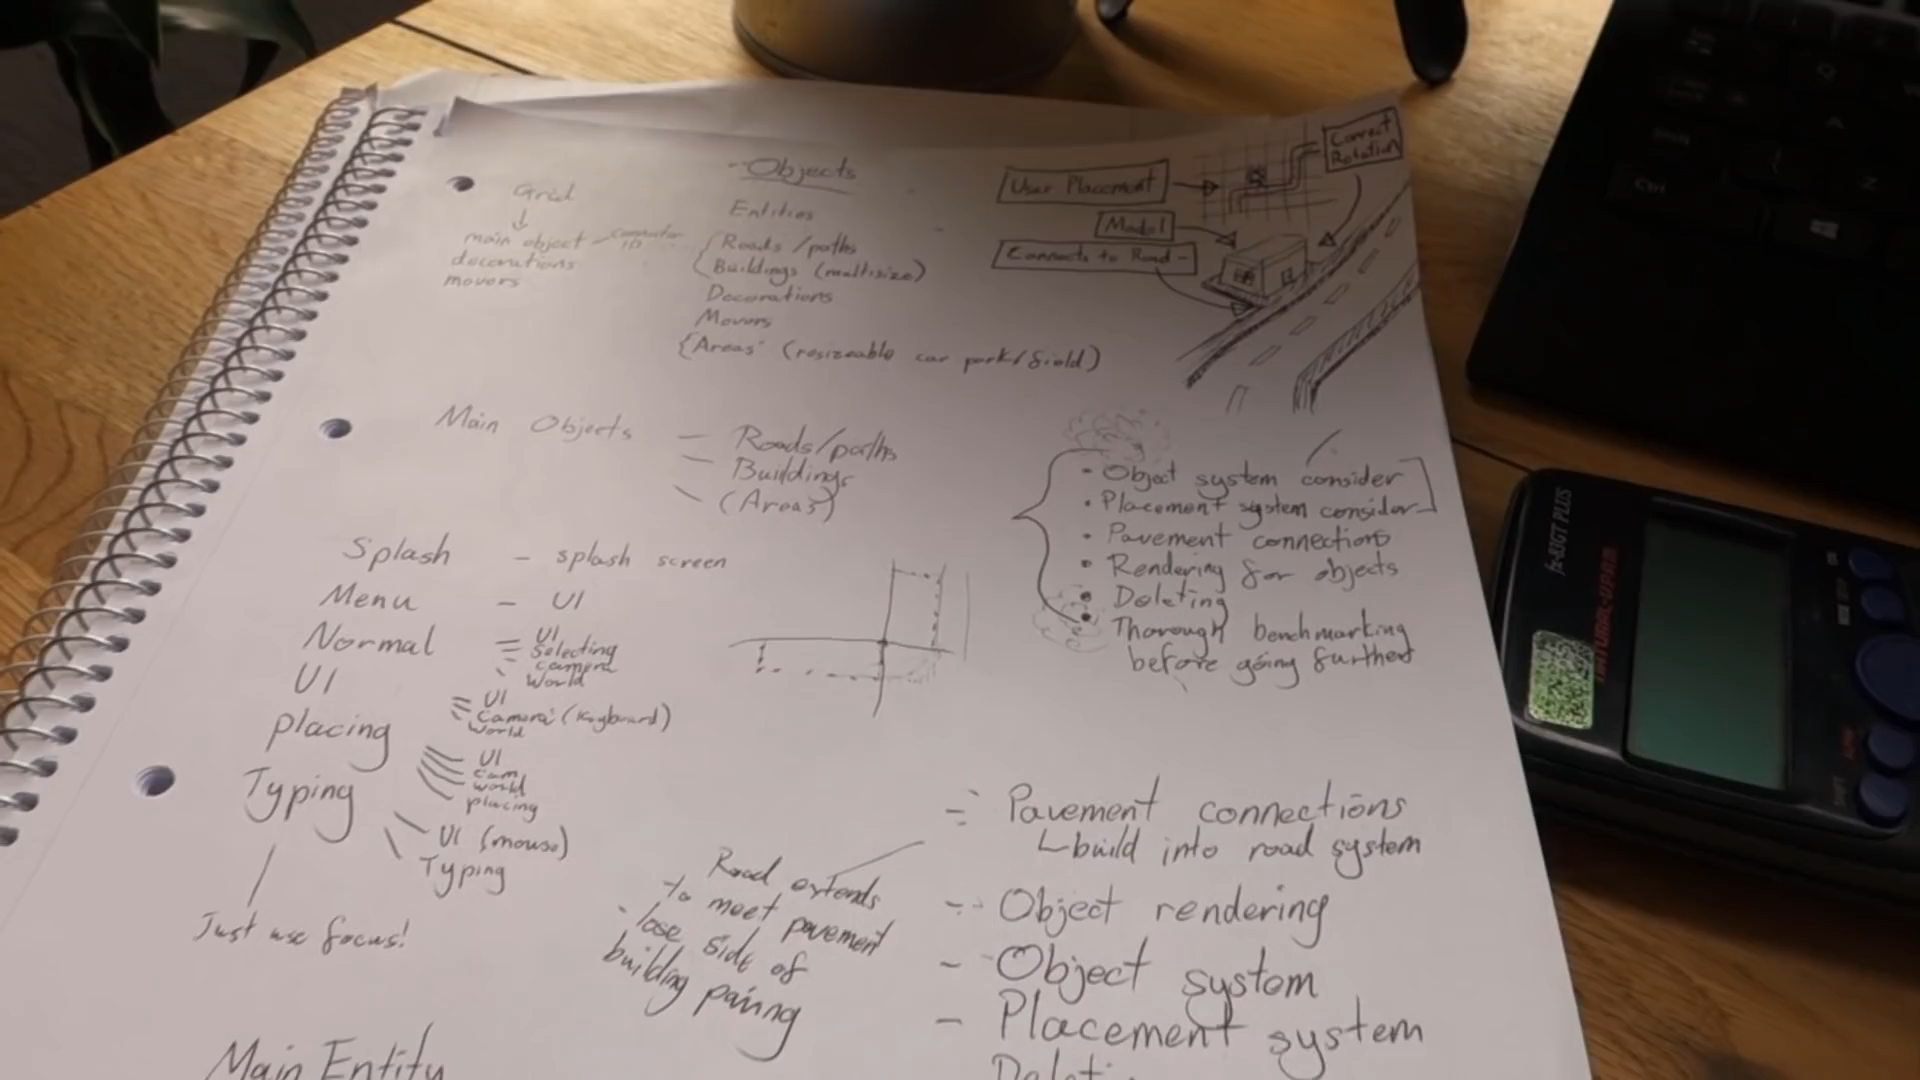 Grid
main object - Connector ID
decorations
movers
- Objects
Entities
Roads / paths
Buildings (multisize)
Decorations
Movers
Areas (resizeable car park / field)
User Placement
Correct Rotation
Model
Connects to Road
Main Objects
- Roads/paths
- Buildings
- (Areas)
• Object system consider
• Placement system consider
• Pavement connections
• Rendering for objects
• Deleting
• Thorough benchmarking
before going further
Splash - splash screen
Menu - UI
Normal - UI
- Selecting
- camera
- World
UI
- UI
- Camera (keyboard)
- World
placing
- UI
- cam
- world
- placing
Typing
- UI (mouse)
- Typing
Just use focus!
Road extends
to meet pavement
- lose side of
building pairing
- Pavement connections
build into road system
- Object rendering
- Object system
- Placement system
Main Entity